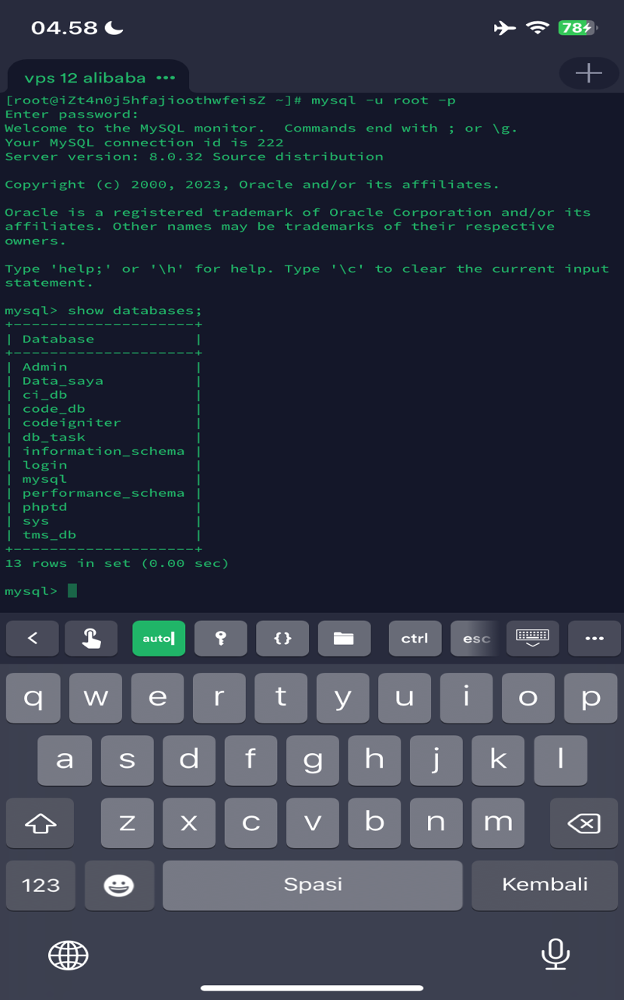 04.58
78
vps 12 alibaba •••
[root@iZt4n0j5hfajioothwfeisZ ~]# mysql -u root -p
Enter password:
Welcome to the MySQL monitor.  Commands end with ; or \g.
Your MySQL connection id is 222
Server version: 8.0.32 Source distribution
Copyright (c) 2000, 2023, Oracle and/or its affiliates.
Oracle is a registered trademark of Oracle Corporation and/or its
affiliates. Other names may be trademarks of their respective
owners.
Type 'help;' or '\h' for help. Type '\c' to clear the current input
statement.
mysql> show databases;
+--------------------+
| Database           |
+--------------------+
| Admin              |
| Data_saya          |
| ci_db              |
| code_db            |
| codeigniter        |
| db_task            |
| information_schema |
| login              |
| mysql              |
| performance_schema |
| phptd              |
| sys                |
| tms_db             |
+--------------------+
13 rows in set (0.00 sec)
mysql>
auto {} ctrl esc •••
q w e r t y u i o p
a s d f g h j k l
z x c v b n m
123 Spasi Kembali